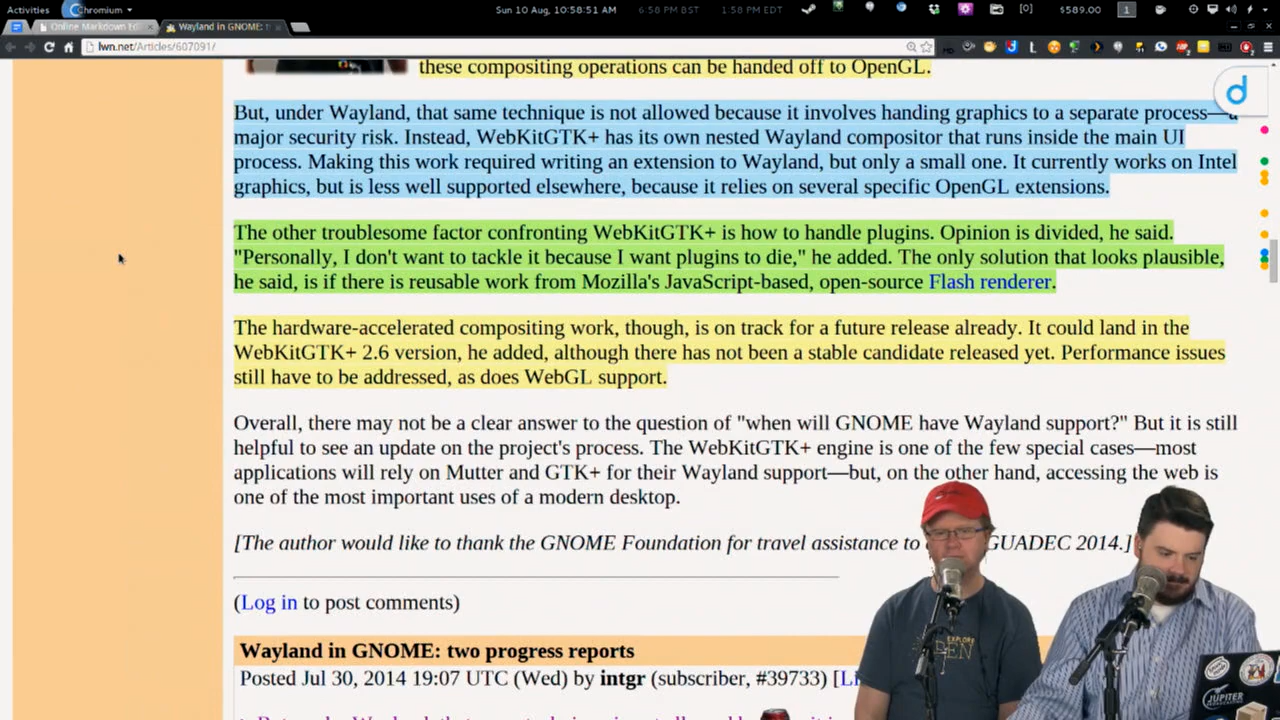 Activities
Chromium
Sun 10 Aug, 10:58:51 AM
6:58 PM BST
1:58 PM EDT
[0]
$589.00
1
Online Markdown Ed
Wayland in GNOME:
lwn.net/Articles/607091/
these compositing operations can be handed off to OpenGL.
But, under Wayland, that same technique is not allowed because it involves handing graphics to a separate process—a
major security risk. Instead, WebKitGTK+ has its own nested Wayland compositor that runs inside the main UI
process. Making this work required writing an extension to Wayland, but only a small one. It currently works on Intel
graphics, but is less well supported elsewhere, because it relies on several specific OpenGL extensions.
The other troublesome factor confronting WebKitGTK+ is how to handle plugins. Opinion is divided, he said.
"Personally, I don't want to tackle it because I want plugins to die," he added. The only solution that looks plausible,
he said, is if there is reusable work from Mozilla's JavaScript-based, open-source Flash renderer.
The hardware-accelerated compositing work, though, is on track for a future release already. It could land in the
WebKitGTK+ 2.6 version, he added, although there has not been a stable candidate released yet. Performance issues
still have to be addressed, as does WebGL support.
Overall, there may not be a clear answer to the question of "when will GNOME have Wayland support?" But it is still
helpful to see an update on the project's process. The WebKitGTK+ engine is one of the few special cases—most
applications will rely on Mutter and GTK+ for their Wayland support—but, on the other hand, accessing the web is
one of the most important uses of a modern desktop.
[The author would like to thank the GNOME Foundation for travel assistance to GUADEC 2014.]
(Log in to post comments)
Wayland in GNOME: two progress reports
Posted Jul 30, 2014 19:07 UTC (Wed) by intgr (subscriber, #39733) [Li
EXPLORE
JUPITER